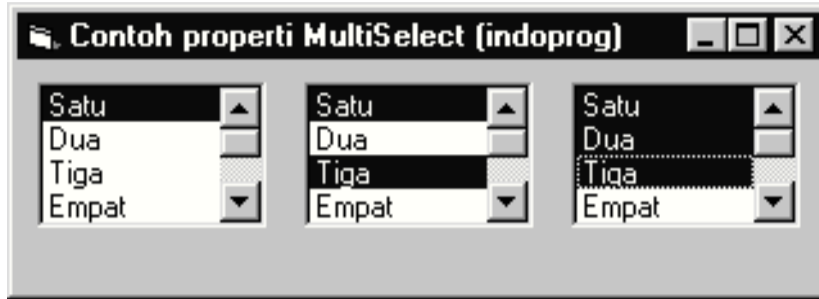 Contoh properti MultiSelect (indoprog)
Satu
Dua
Tiga
Empat
Satu
Dua
Tiga
Empat
Satu
Dua
Tiga
Empat